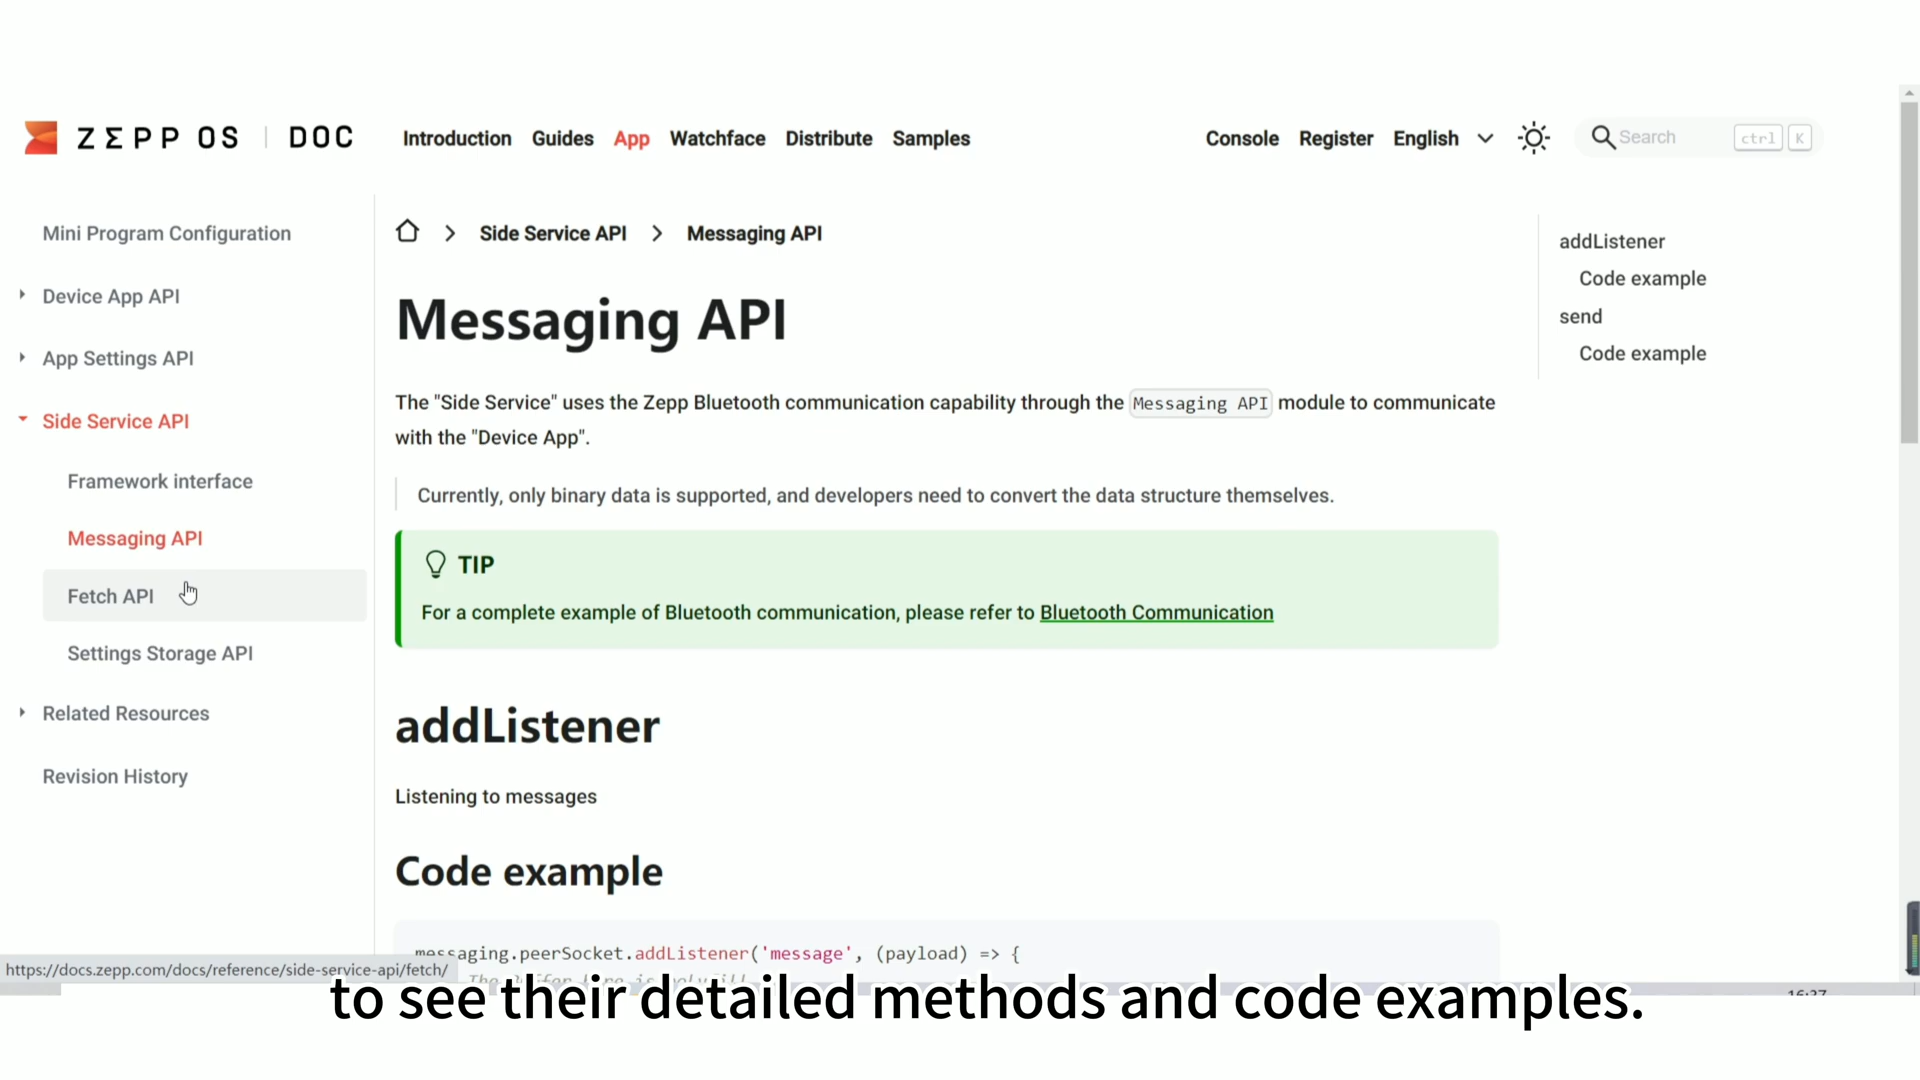 ZEPP OS | DOC
Introduction Guides App Watchface Distribute Samples
Console Register English
Search ctrl K
Mini Program Configuration
Device App API
App Settings API
Side Service API
Framework interface
Messaging API
Fetch API
Settings Storage API
Related Resources
Revision History
Side Service API > Messaging API
Messaging API
The "Side Service" uses the Zepp Bluetooth communication capability through the Messaging API module to communicate
with the "Device App".
Currently, only binary data is supported, and developers need to convert the data structure themselves.
TIP
For a complete example of Bluetooth communication, please refer to Bluetooth Communication
addListener
Listening to messages
Code example
messaging.peerSocket.addListener('message', (payload) => {
addListener
Code example
send
Code example
https://docs.zepp.com/docs/reference/side-service-api/fetch/
to see their detailed methods and code examples.